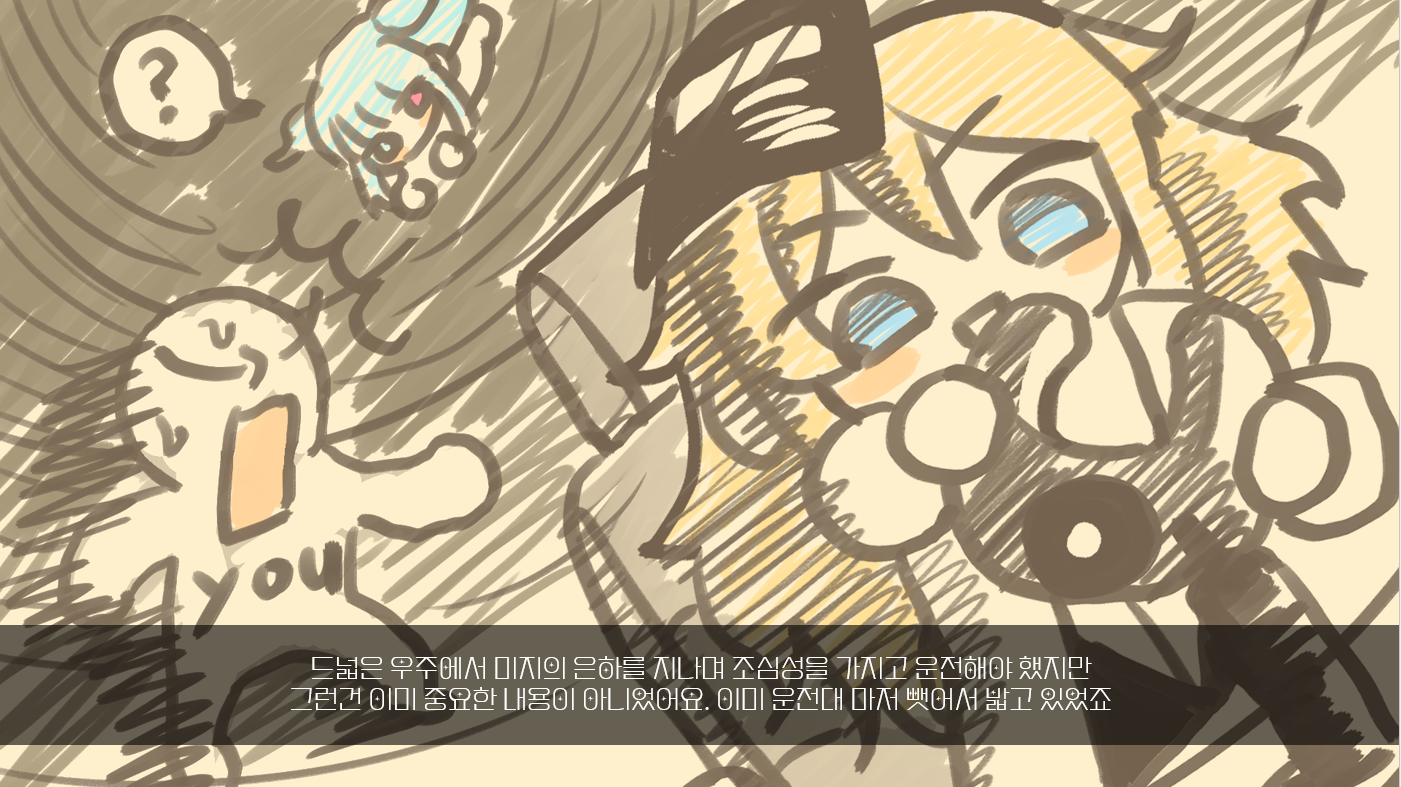 ?
you
드넓은 우주에서 미지의 은하를 지나며 조심성을 가지고 운전해야 했지만
그런건 이미 중요한 내용이 아니었어요. 이미 운전대 마저 뺏어서 밟고 있었죠